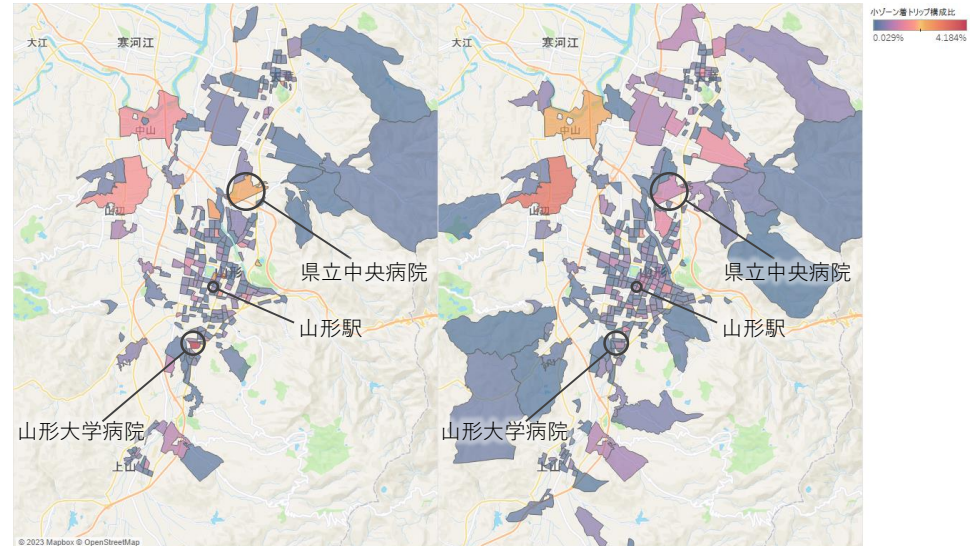 小ゾーン着トリップ構成比
0.029%
4.184%
大江
寒河江
天童
中山
山辺
県立中央病院
山形
山形駅
山形大学病院
上山
© 2023 Mapbox © OpenStreetMap
大江
寒河江
中山
山辺
県立中央病院
山形
山形駅
山形大学病院
上山